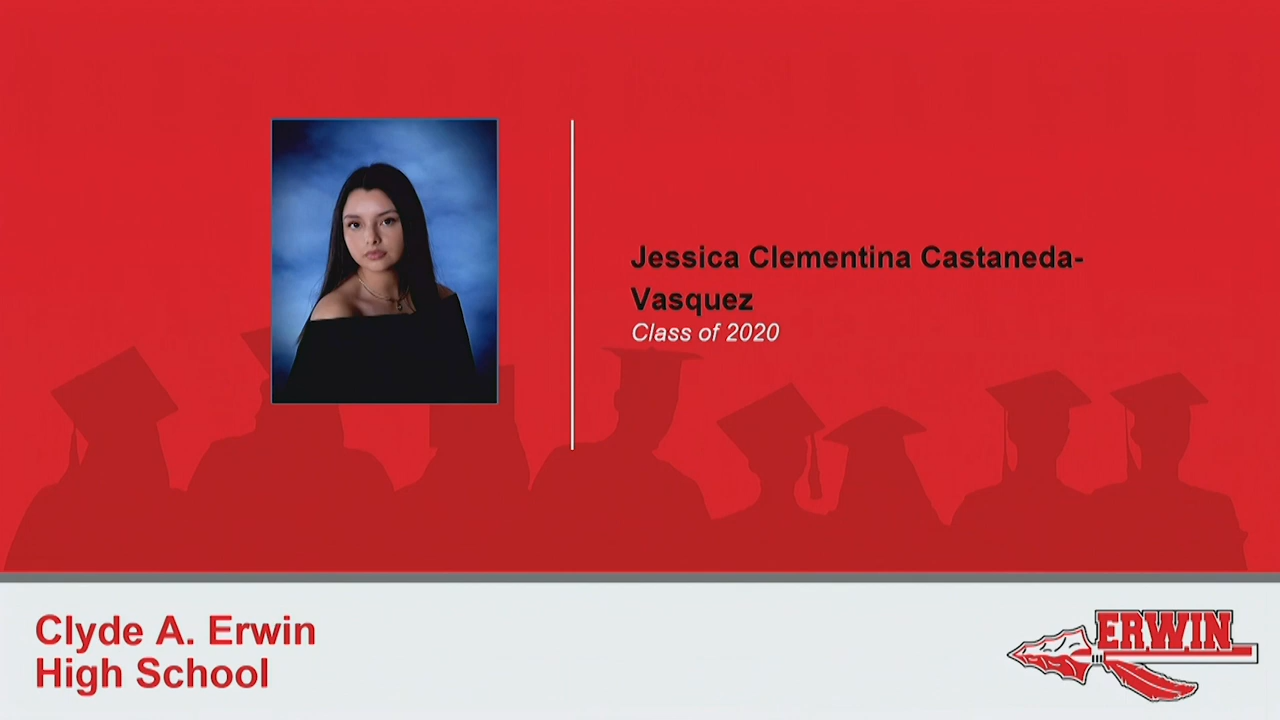 Jessica Clementina Castaneda-
Vasquez
Class of 2020
Clyde A. Erwin
High School
ERWIN